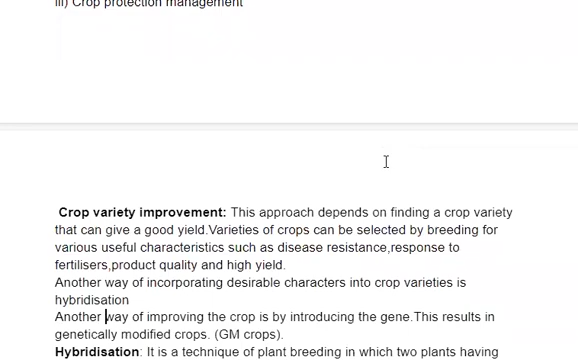 iii) Crop protection management
Crop variety improvement: This approach depends on finding a crop variety
that can give a good yield.Varieties of crops can be selected by breeding for
various useful characteristics such as disease resistance,response to
fertilisers,product quality and high yield.
Another way of incorporating desirable characters into crop varieties is
hybridisation
Another way of improving the crop is by introducing the gene.This results in
genetically modified crops. (GM crops).
Hybridisation: It is a technique of plant breeding in which two plants having